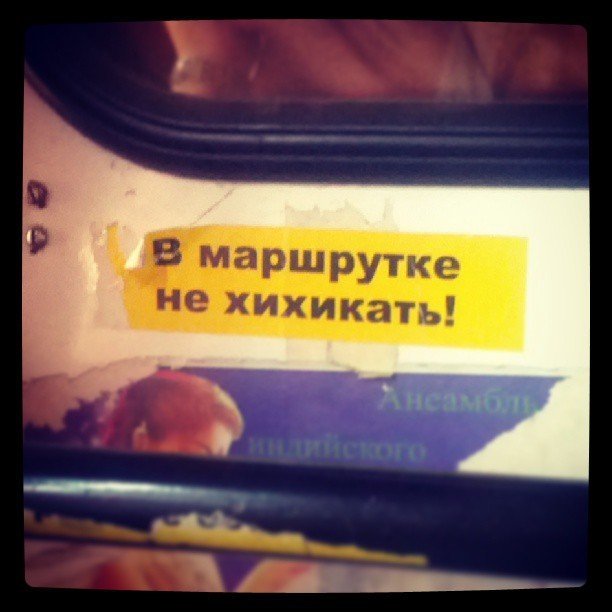 В маршрутке
не хихикать!
Ансамбль
индийского